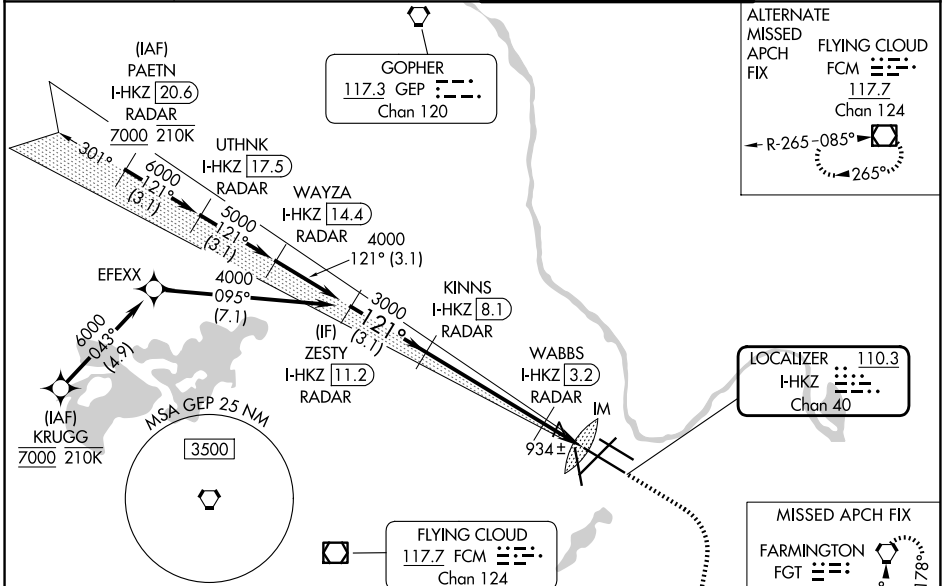 ALTERNATE
MISSED
APCH
FIX
FLYING CLOUD
FCM
117.7
Chan 124
R-265
085°
265°
GOPHER
117.3 GEP
Chan 120
(IAF)
PAETN
I-HKZ 20.6
RADAR
7000 210K
301°
6000
121°
(3.1)
UTHNK
I-HKZ 17.5
RADAR
5000
121°
(3.1)
WAYZA
I-HKZ 14.4
RADAR
4000
121° (3.1)
EFEXX
4000
095°
(7.1)
6000
043°
(4.9)
(IAF)
KRUGG
7000 210K
(IF)
ZESTY
I-HKZ 11.2
RADAR
3000
121°
(3.1)
KINNS
I-HKZ 8.1
RADAR
WABBS
I-HKZ 3.2
RADAR
IM
934 ±
LOCALIZER 110.3
I-HKZ
Chan 40
MSA GEP 25 NM
3500
FLYING CLOUD
117.7 FCM
Chan 124
MISSED APCH FIX
FARMINGTON
FGT
178°